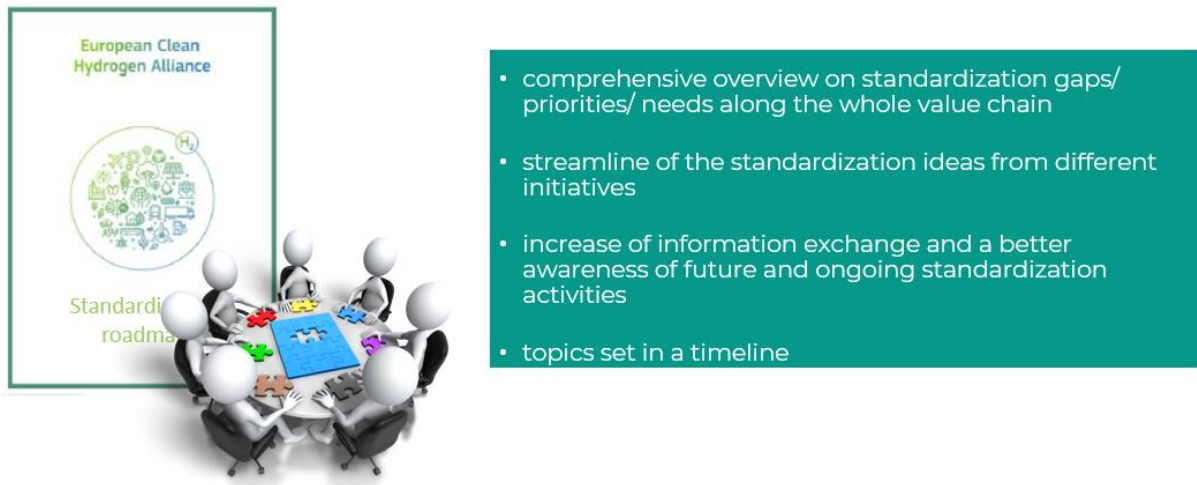 European Clean
Hydrogen Alliance
H₂
Standardi
roadma
• comprehensive overview on standardization gaps/
priorities/ needs along the whole value chain
• streamline of the standardization ideas from different
initiatives
• increase of information exchange and a better
awareness of future and ongoing standardization
activities
• topics set in a timeline